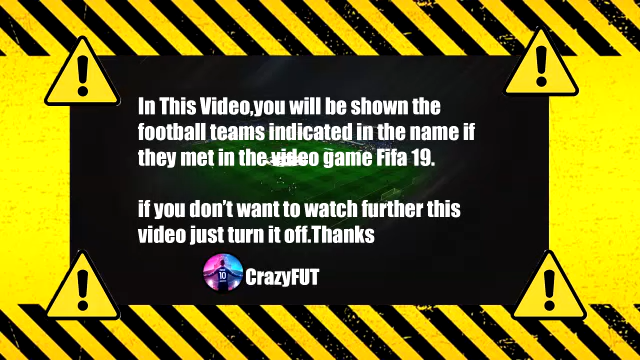 In This Video,you will be shown the
football teams indicated in the name if
they met in the video game Fifa 19.
if you don't want to watch further this
video just turn it off.Thanks
10
CrazyFUT